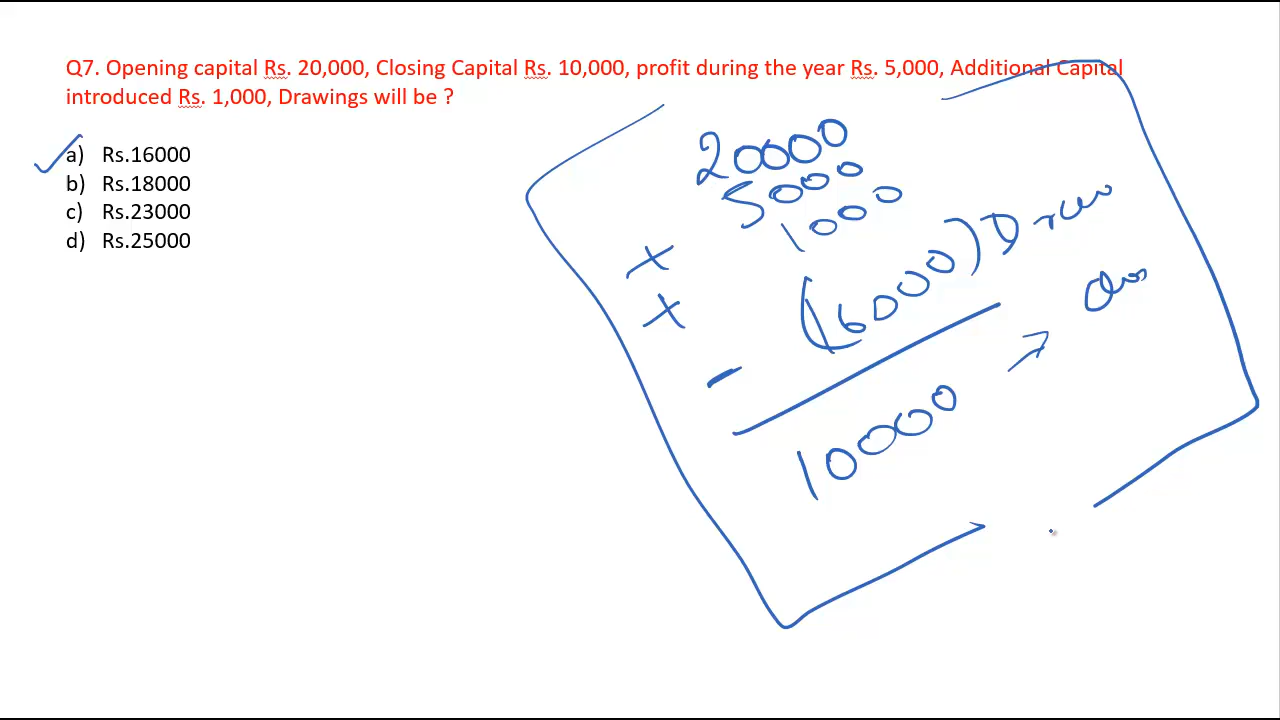 Q7. Opening capital Rs. 20,000, Closing Capital Rs. 10,000, profit during the year Rs. 5,000, Additional Capital
introduced Rs. 1,000, Drawings will be ?
a) Rs.16000
b) Rs.18000
c) Rs.23000
d) Rs.25000
20000
5000
+ 1000
+ (16000) Draw
-
10000 →